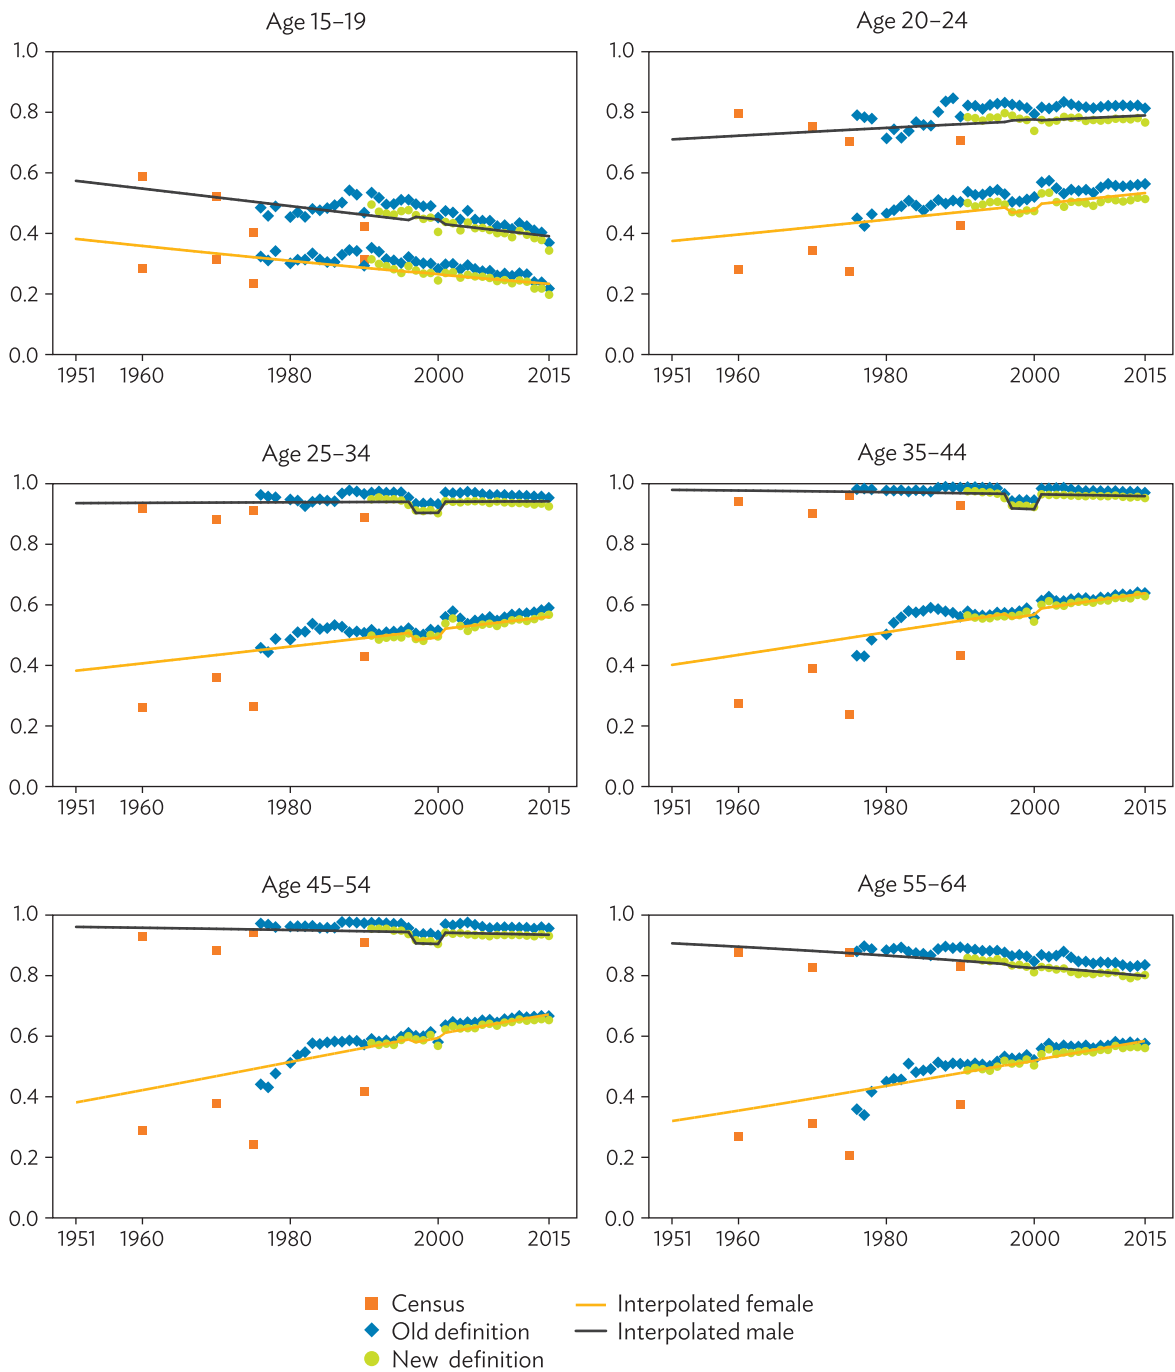 Age 15–19
Age 20–24
1.0
0.8
0.6
0.4
0.2
0.0
1951 1960 1980 2000 2015
1.0
0.8
0.6
0.4
0.2
0.0
1951 1960 1980 2000 2015
Age 25–34
Age 35–44
1.0
0.8
0.6
0.4
0.2
0.0
1951 1960 1980 2000 2015
1.0
0.8
0.6
0.4
0.2
0.0
1951 1960 1980 2000 2015
Age 45–54
Age 55–64
1.0
0.8
0.6
0.4
0.2
0.0
1951 1960 1980 2000 2015
1.0
0.8
0.6
0.4
0.2
0.0
1951 1960 1980 2000 2015
Census
Old definition
New definition
Interpolated female
Interpolated male